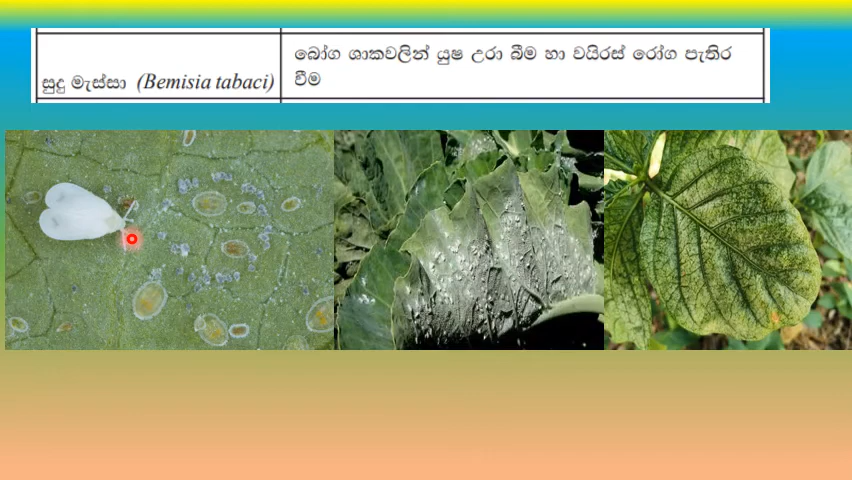 බෝග ශාකවලින් යුෂ උරා බීම හා වයිරස් රෝග පැතිර
වීම
සුදු මැස්සා (Bemisia tabaci)